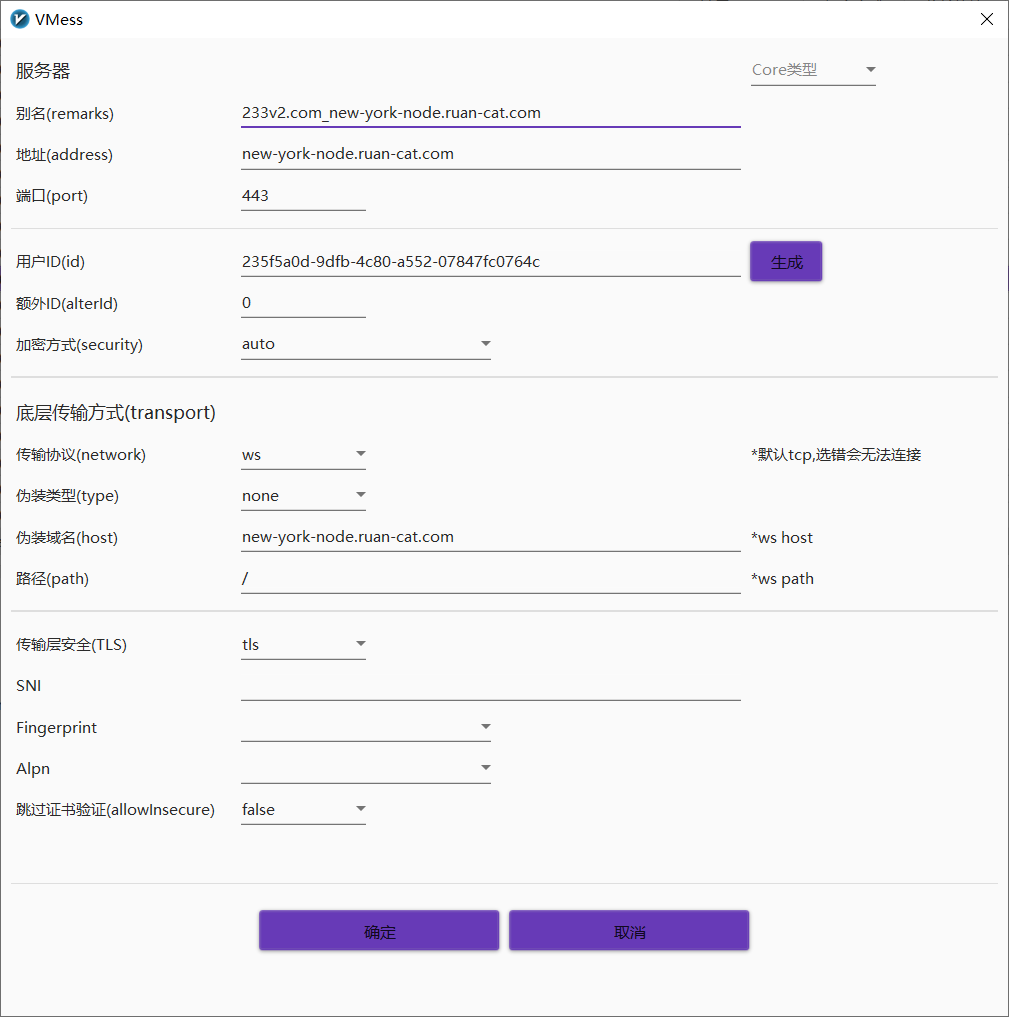 VMess
服务器 Core类型
别名(remarks) 233v2.com_new-york-node.ruan-cat.com
地址(address) new-york-node.ruan-cat.com
端口(port) 443
用户ID(id) 235f5a0d-9dfb-4c80-a552-07847fc0764c 生成
额外ID(alterId) 0
加密方式(security) auto
底层传输方式(transport)
传输协议(network) ws *默认tcp,选错会无法连接
伪装类型(type) none
伪装域名(host) new-york-node.ruan-cat.com *ws host
路径(path) / *ws path
传输层安全(TLS) tls
SNI
Fingerprint
Alpn
跳过证书验证(allowInsecure) false
确定 取消